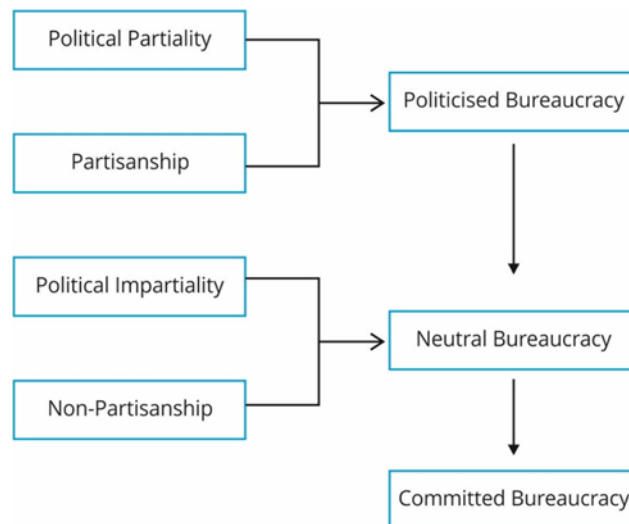 Political Partiality
Politicised Bureaucracy
Partisanship
Political Impartiality
Neutral Bureaucracy
Non-Partisanship
Committed Bureaucracy